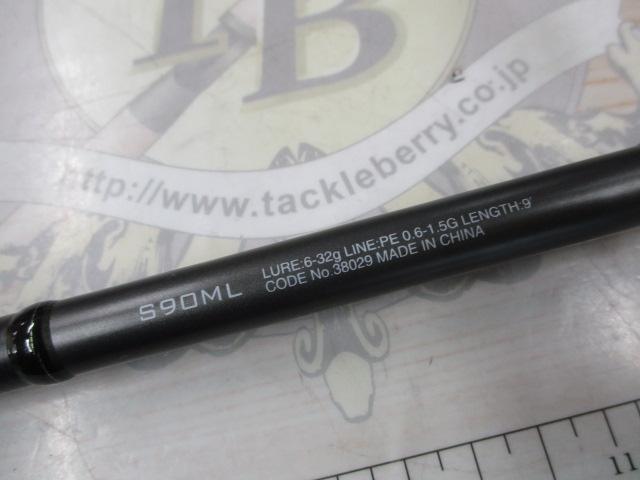 TB
http://www.tackleberry.co.jp
S90ML
LURE:6-32g LINE:PE 0.6-1.5G LENGTH:9'
CODE No.38029 MADE IN CHINA
11